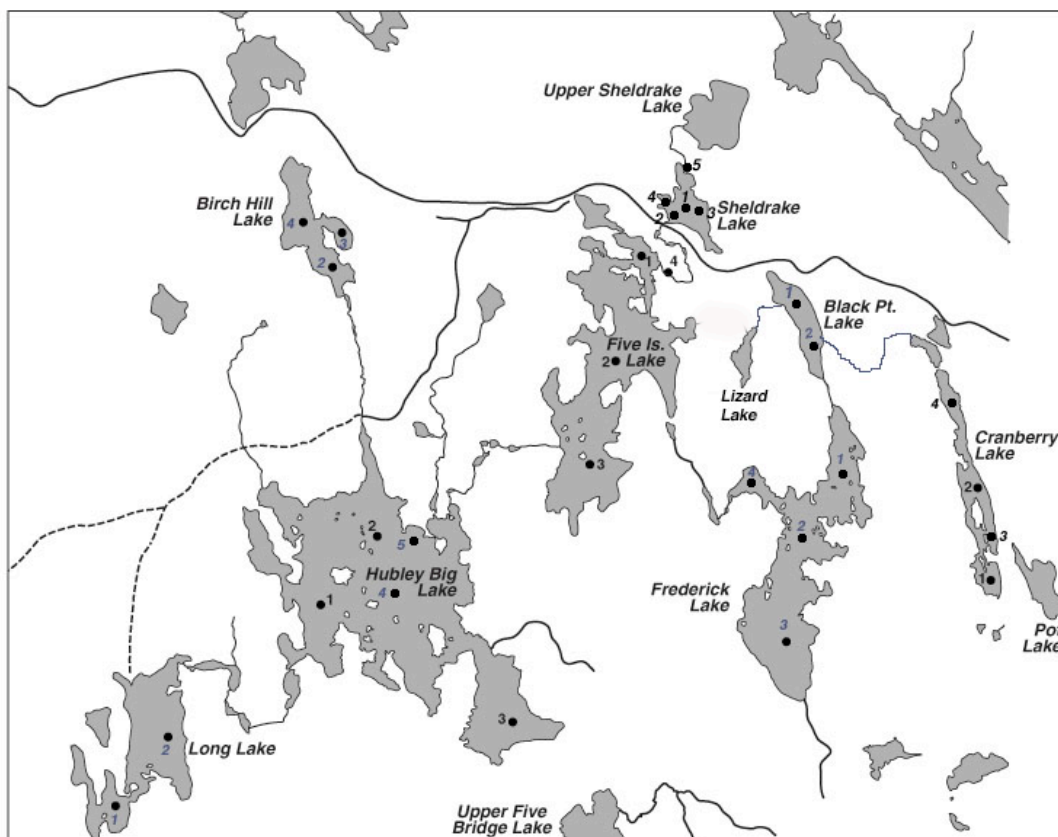 Upper Sheldrake
Lake
5
4
1
2
3
Sheldrake
Lake
Birch Hill
Lake
4
3
2
1
4
Five Is.
Lake
2
3
1
2
Black Pt.
Lake
Lizard
Lake
4
Cranberry
Lake
2
3
1
Pot
Lake
4
1
2
3
Frederick
Lake
2
5
Hubley Big
Lake
4
1
3
2
Long Lake
1
Upper Five
Bridge Lake